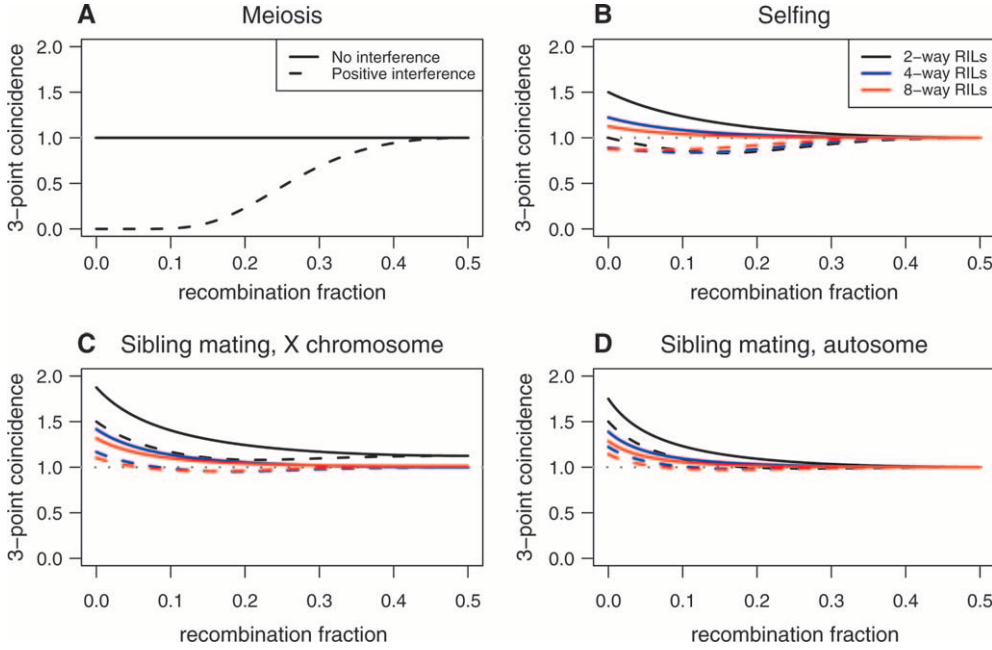 A Meiosis
2.0
1.5
1.0
0.5
0.0
3−point coincidence
No interference
Positive interference
0.0 0.1 0.2 0.3 0.4 0.5
recombination fraction
B Selfing
2.0
1.5
1.0
0.5
0.0
3−point coincidence
2−way RILs
4−way RILs
8−way RILs
0.0 0.1 0.2 0.3 0.4 0.5
recombination fraction
C Sibling mating, X chromosome
2.0
1.5
1.0
0.5
0.0
3−point coincidence
0.0 0.1 0.2 0.3 0.4 0.5
recombination fraction
D Sibling mating, autosome
2.0
1.5
1.0
0.5
0.0
3−point coincidence
0.0 0.1 0.2 0.3 0.4 0.5
recombination fraction